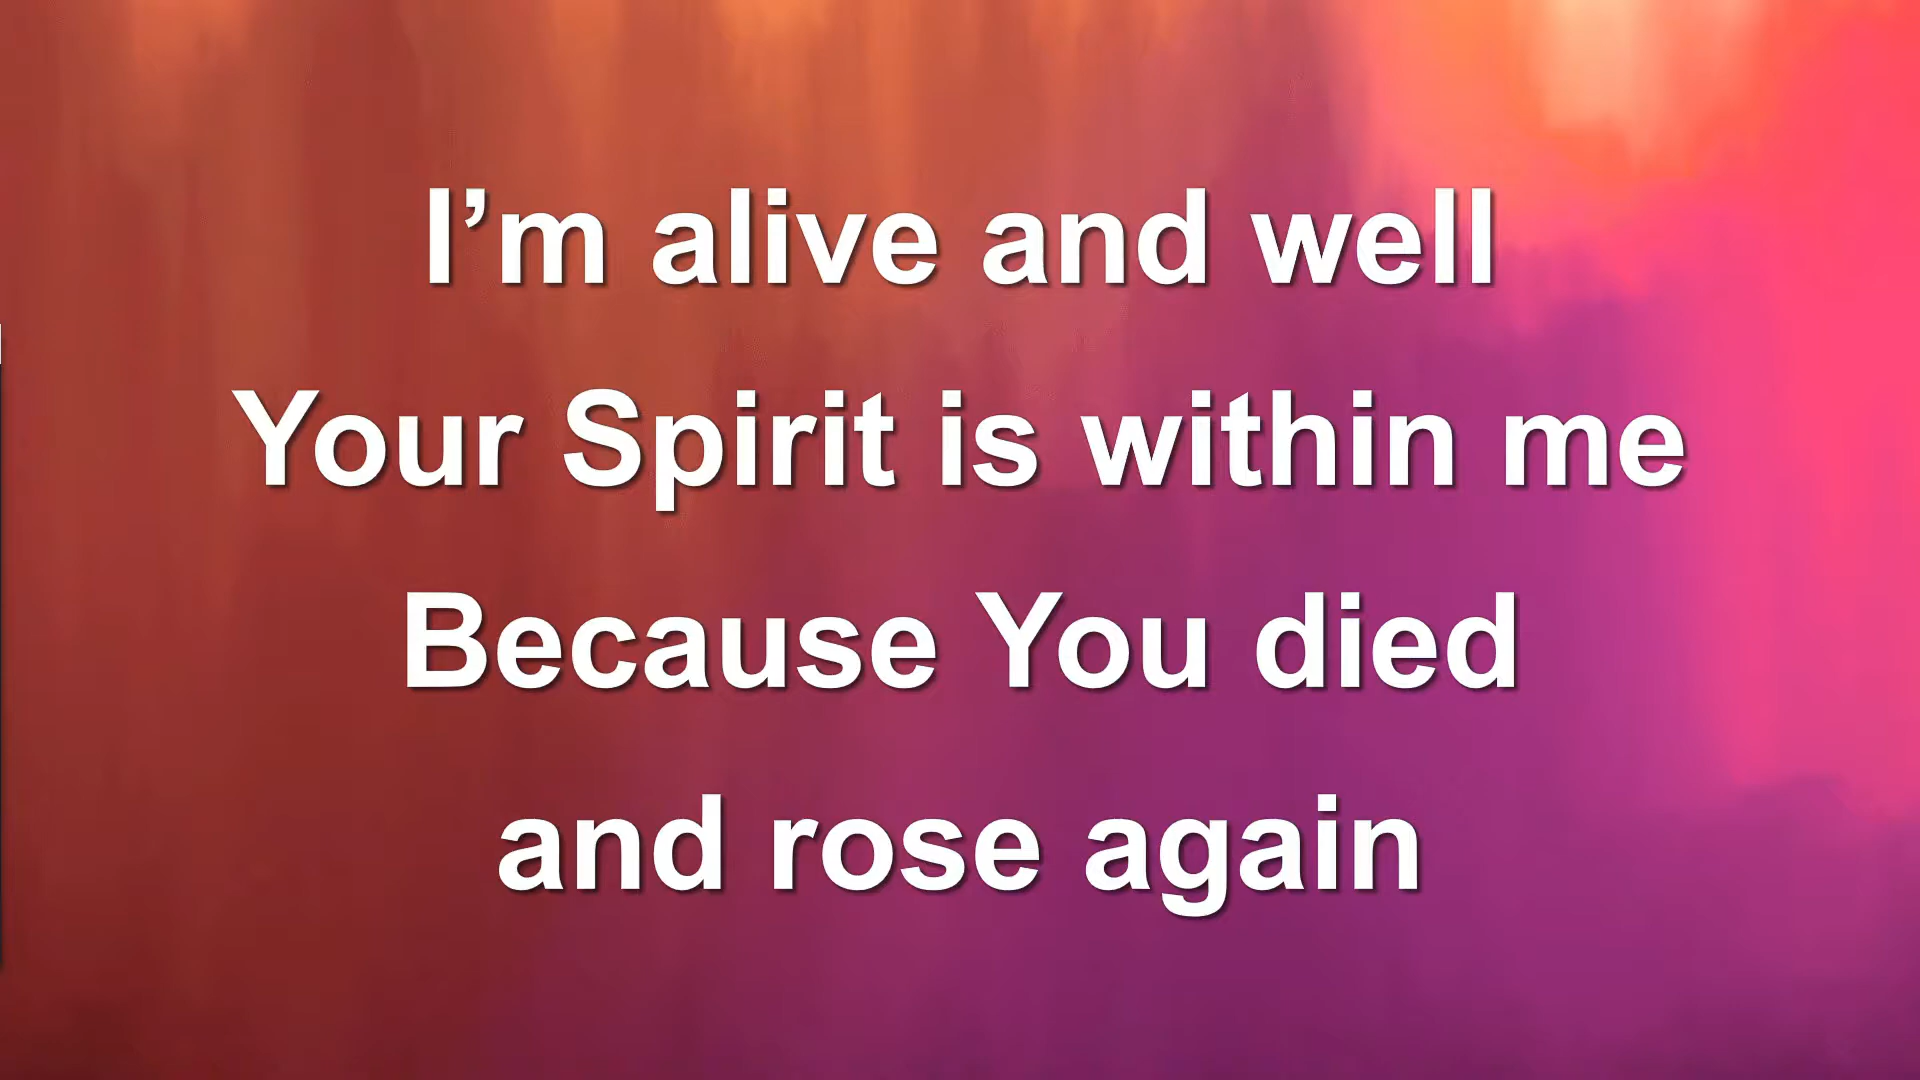 I’m alive and well
Your Spirit is within me
Because You died
and rose again